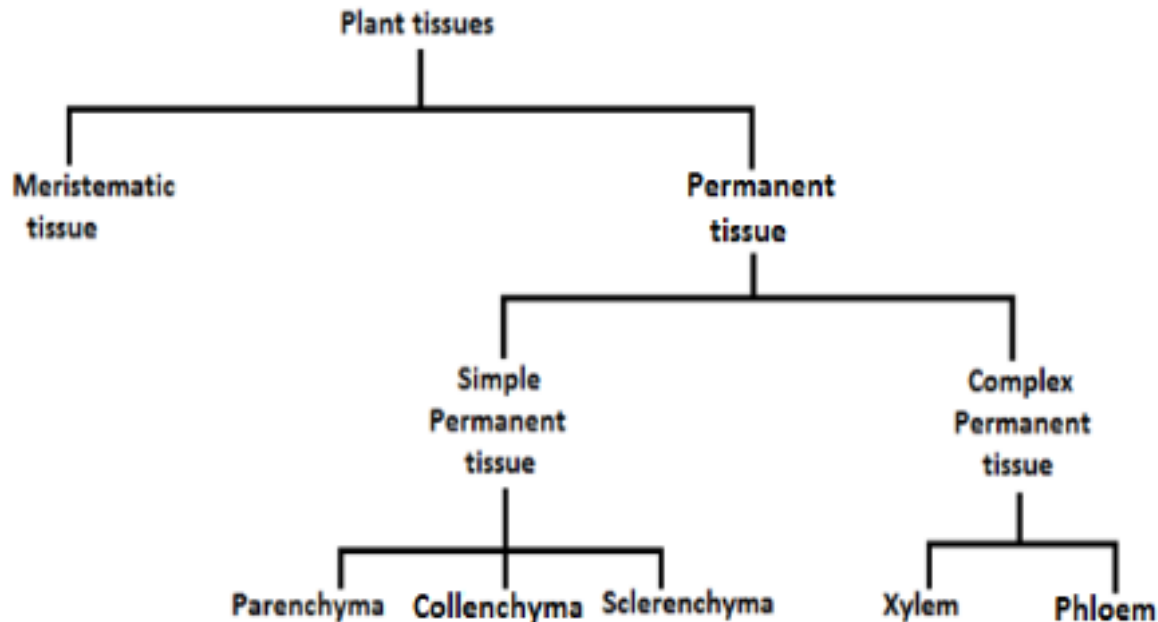 Plant tissues
Meristematic
tissue
Permanent
tissue
Simple
Permanent
tissue
Complex
Permanent
tissue
Parenchyma
Collenchyma
Sclerenchyma
Xylem
Phloem